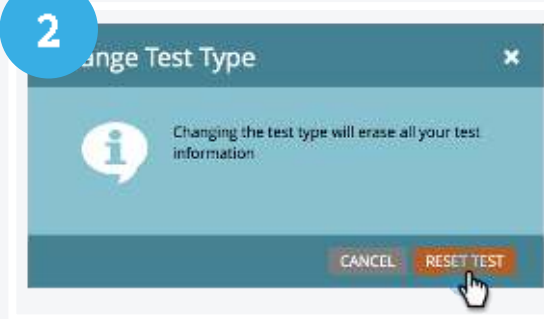 2
ange Test Type
Changing the test type will erase all your test
information
CANCEL RESET TEST